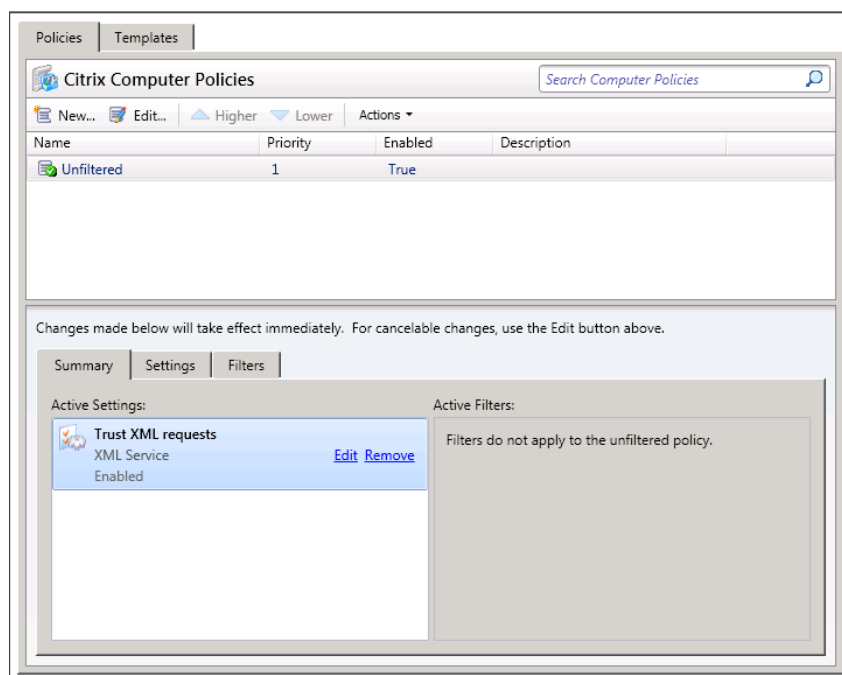 Policies Templates
Citrix Computer Policies Search Computer Policies
New... Edit... Higher Lower Actions
Name Priority Enabled Description
Unfiltered 1 True
Changes made below will take effect immediately. For cancelable changes, use the Edit button above.
Summary Settings Filters
Active Settings: Active Filters:
Trust XML requests
XML Service Edit Remove
Enabled
Filters do not apply to the unfiltered policy.